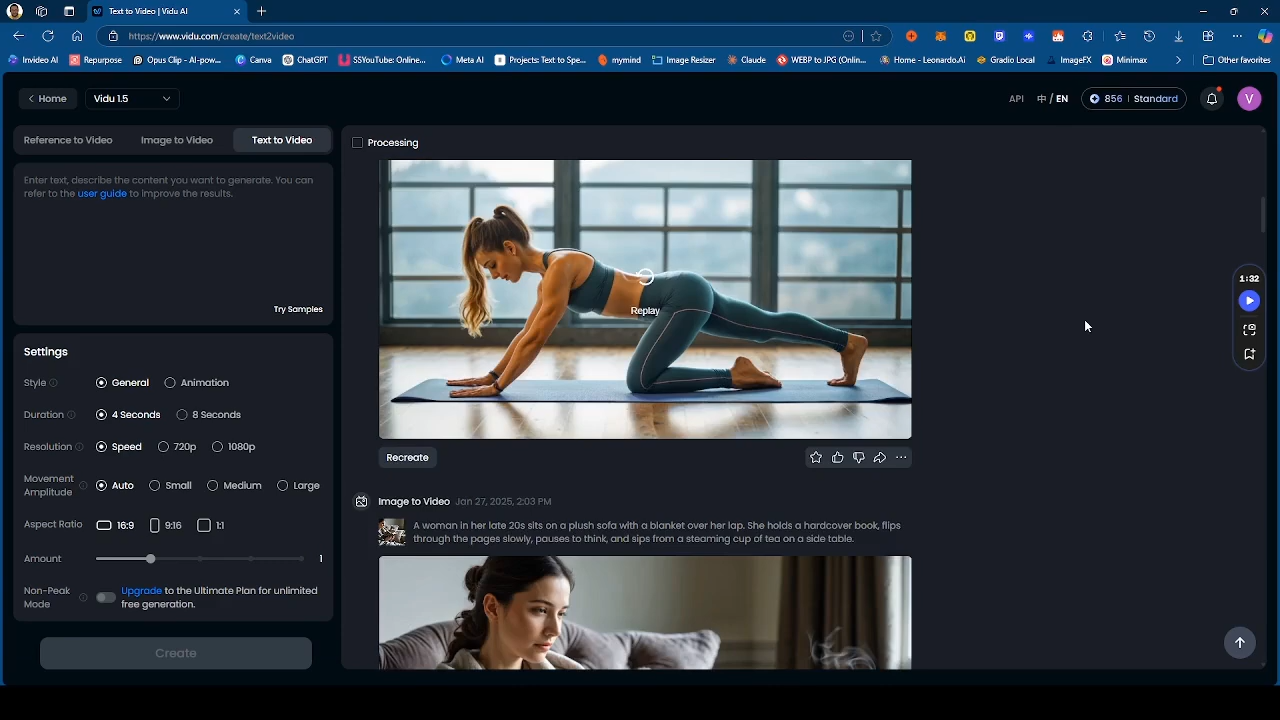 Text to Video | Vidu AI
https://www.vidu.com/create/text2video
Invideo AI
Repurpose
Opus Clip - AI-pow...
Canva
ChatGPT
SSYouTube: Online...
Meta AI
Projects: Text to Spe...
mymind
Image Resizer
Claude
WEBP to JPG (Onlin...
Home - Leonardo.Ai
Gradio Local
ImageFX
Minimax
Other favorites
Home
Vidu 1.5
API
中 / EN
856 | Standard
V
Reference to Video
Image to Video
Text to Video
Processing
Enter text, describe the content you want to generate. You can
refer to the user guide to improve the results.
Try Samples
Replay
1:32
Settings
Style
General
Animation
Duration
4 Seconds
8 Seconds
Resolution
Speed
720p
1080p
Movement
Amplitude
Auto
Small
Medium
Large
Aspect Ratio
16:9
9:16
1:1
Amount
1
Non-Peak
Mode
Upgrade to the Ultimate Plan for unlimited
free generation.
Create
Recreate
Image to Video Jan 27, 2025, 2:03 PM
A woman in her late 20s sits on a plush sofa with a blanket over her lap. She holds a hardcover book, flips
through the pages slowly, pauses to think, and sips from a steaming cup of tea on a side table.